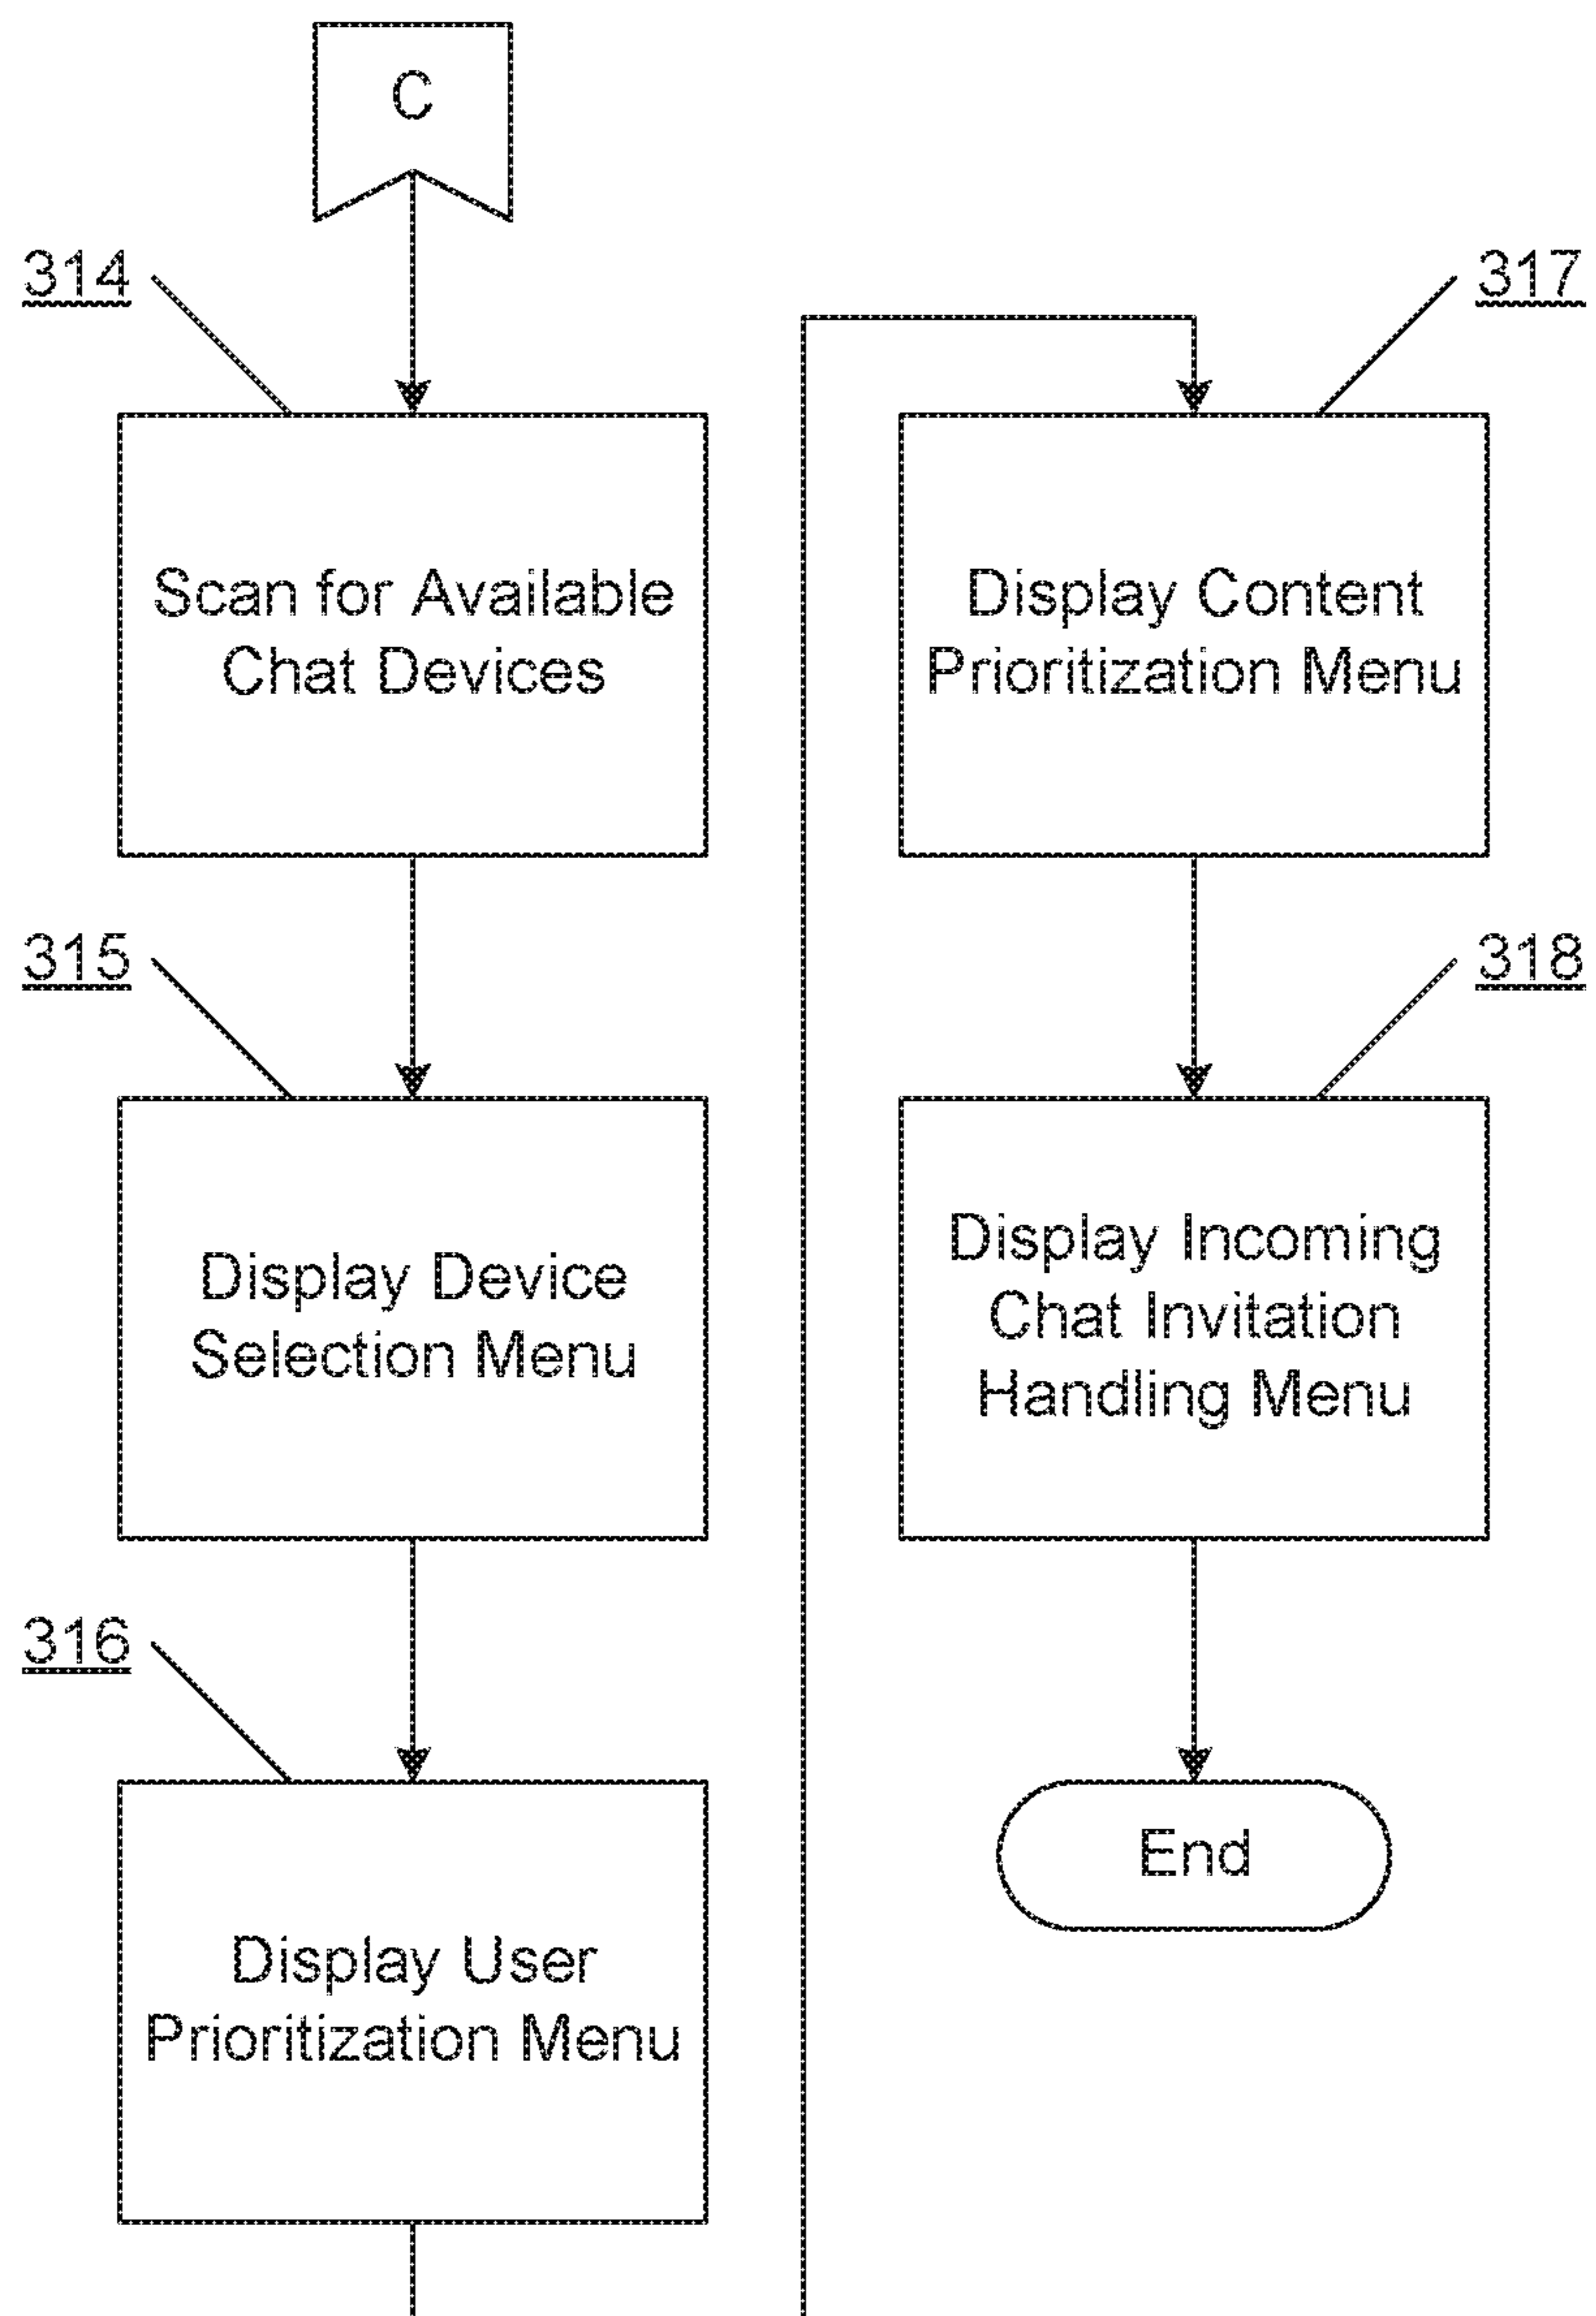 C
314
Scan for Available
Chat Devices
315
Display Device
Selection Menu
316
Display User
Prioritization Menu
317
Display Content
Prioritization Menu
318
Display Incoming
Chat Invitation
Handling Menu
End